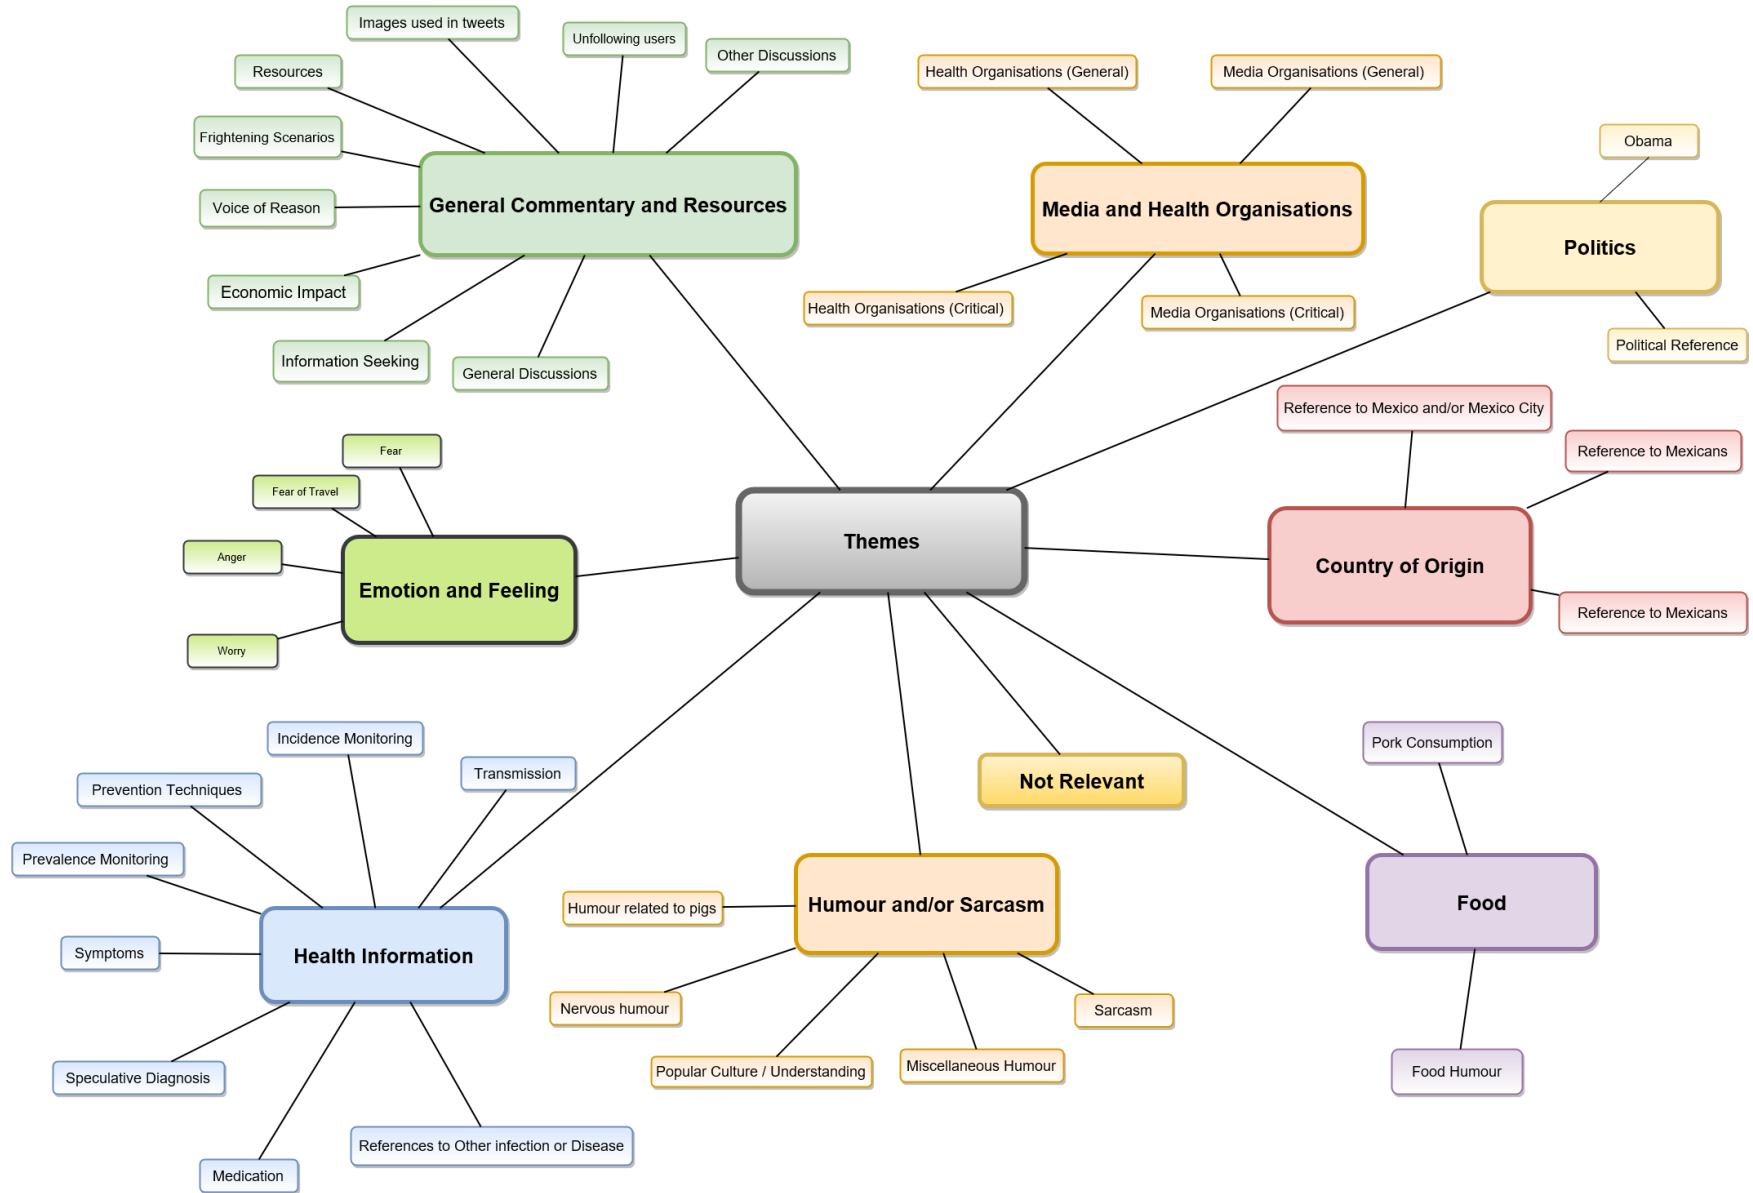 Images used in tweets
Unfollowing users
Other Discussions
Resources
Frightening Scenarios
Voice of Reason
Economic Impact
Information Seeking
General Discussions
General Commentary and Resources
Health Organisations (General)
Media Organisations (General)
Media and Health Organisations
Health Organisations (Critical)
Media Organisations (Critical)
Obama
Politics
Political Reference
Reference to Mexico and/or Mexico City
Reference to Mexicans
Country of Origin
Reference to Mexicans
Themes
Fear
Fear of Travel
Anger
Emotion and Feeling
Worry
Incidence Monitoring
Transmission
Prevention Techniques
Prevalence Monitoring
Symptoms
Health Information
Speculative Diagnosis
Medication
References to Other infection or Disease
Not Relevant
Humour related to pigs
Humour and/or Sarcasm
Nervous humour
Popular Culture / Understanding
Miscellaneous Humour
Sarcasm
Pork Consumption
Food
Food Humour